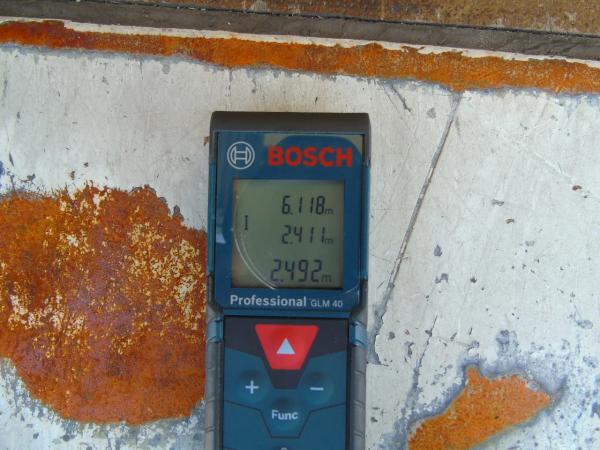 BOSCH
6.118m
2.411m
2.492m
Professional GLM 40
+ −
Func